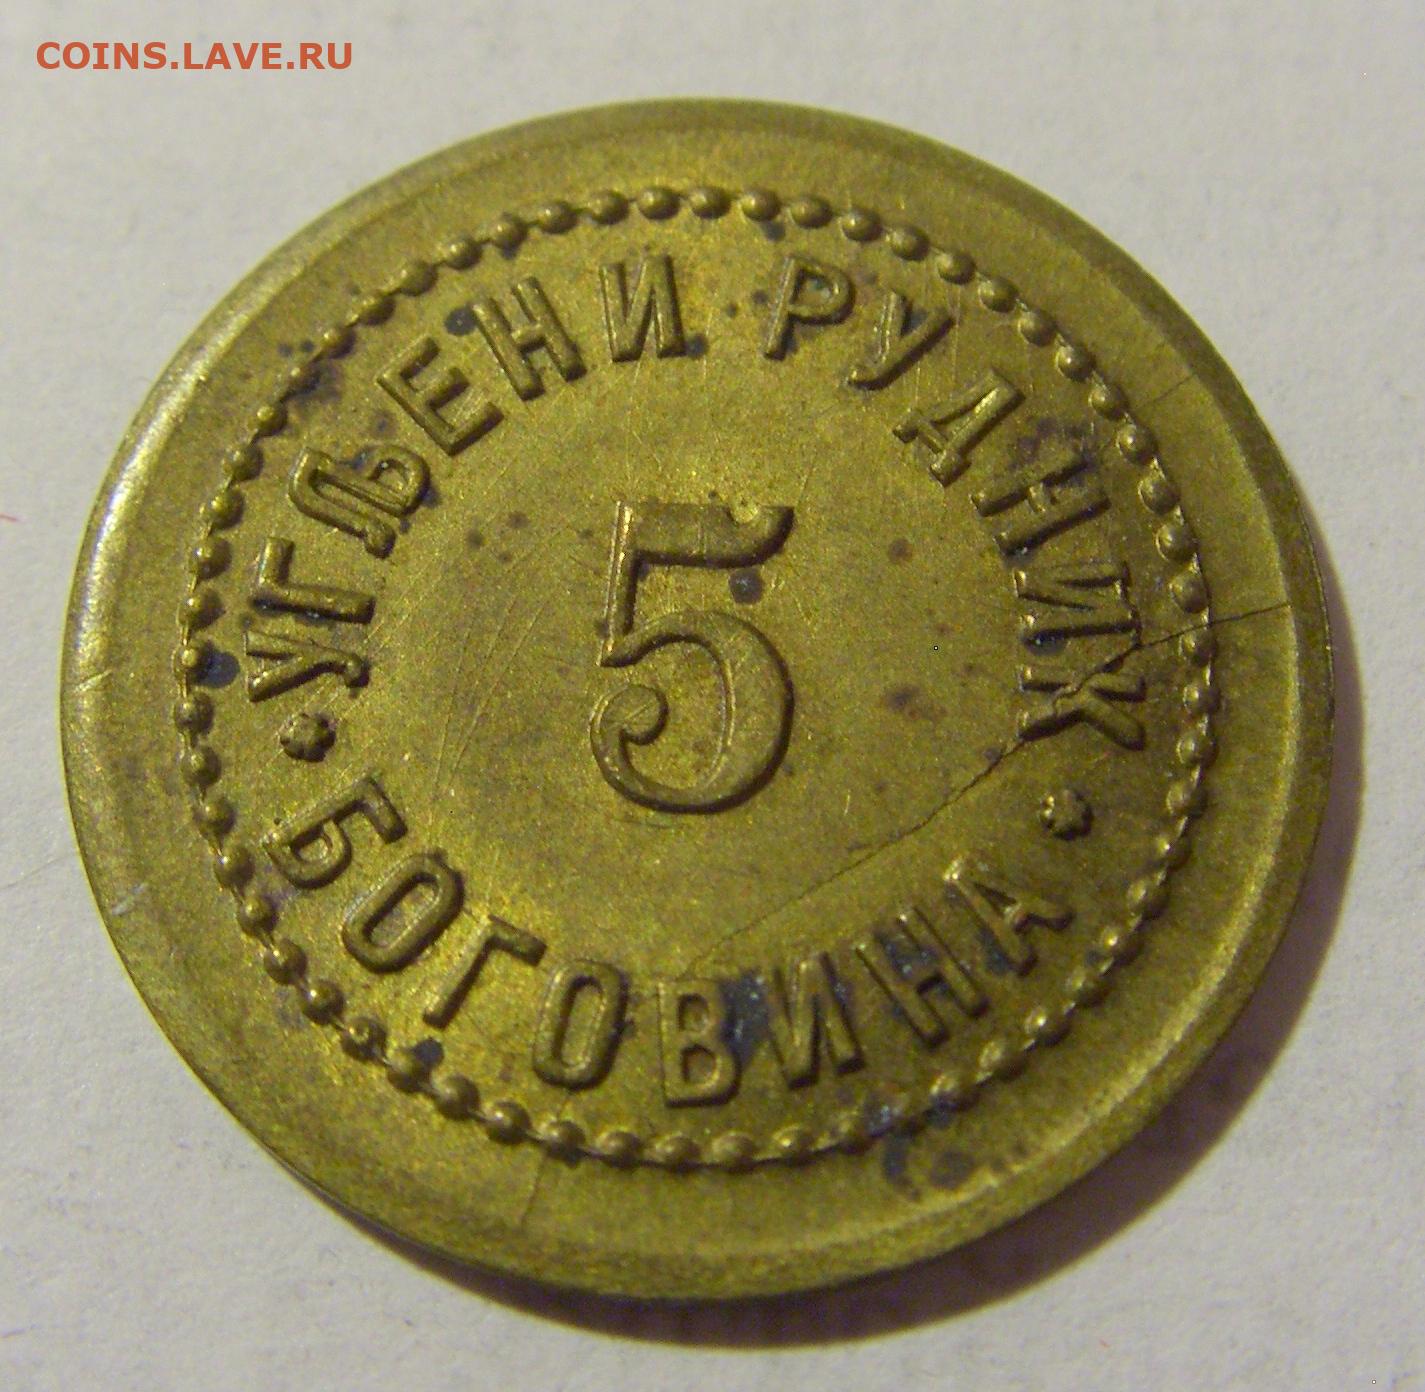 COINS.LAVE.RU
УГЉЕНИ РУДНИК
5
БОГОВИНА